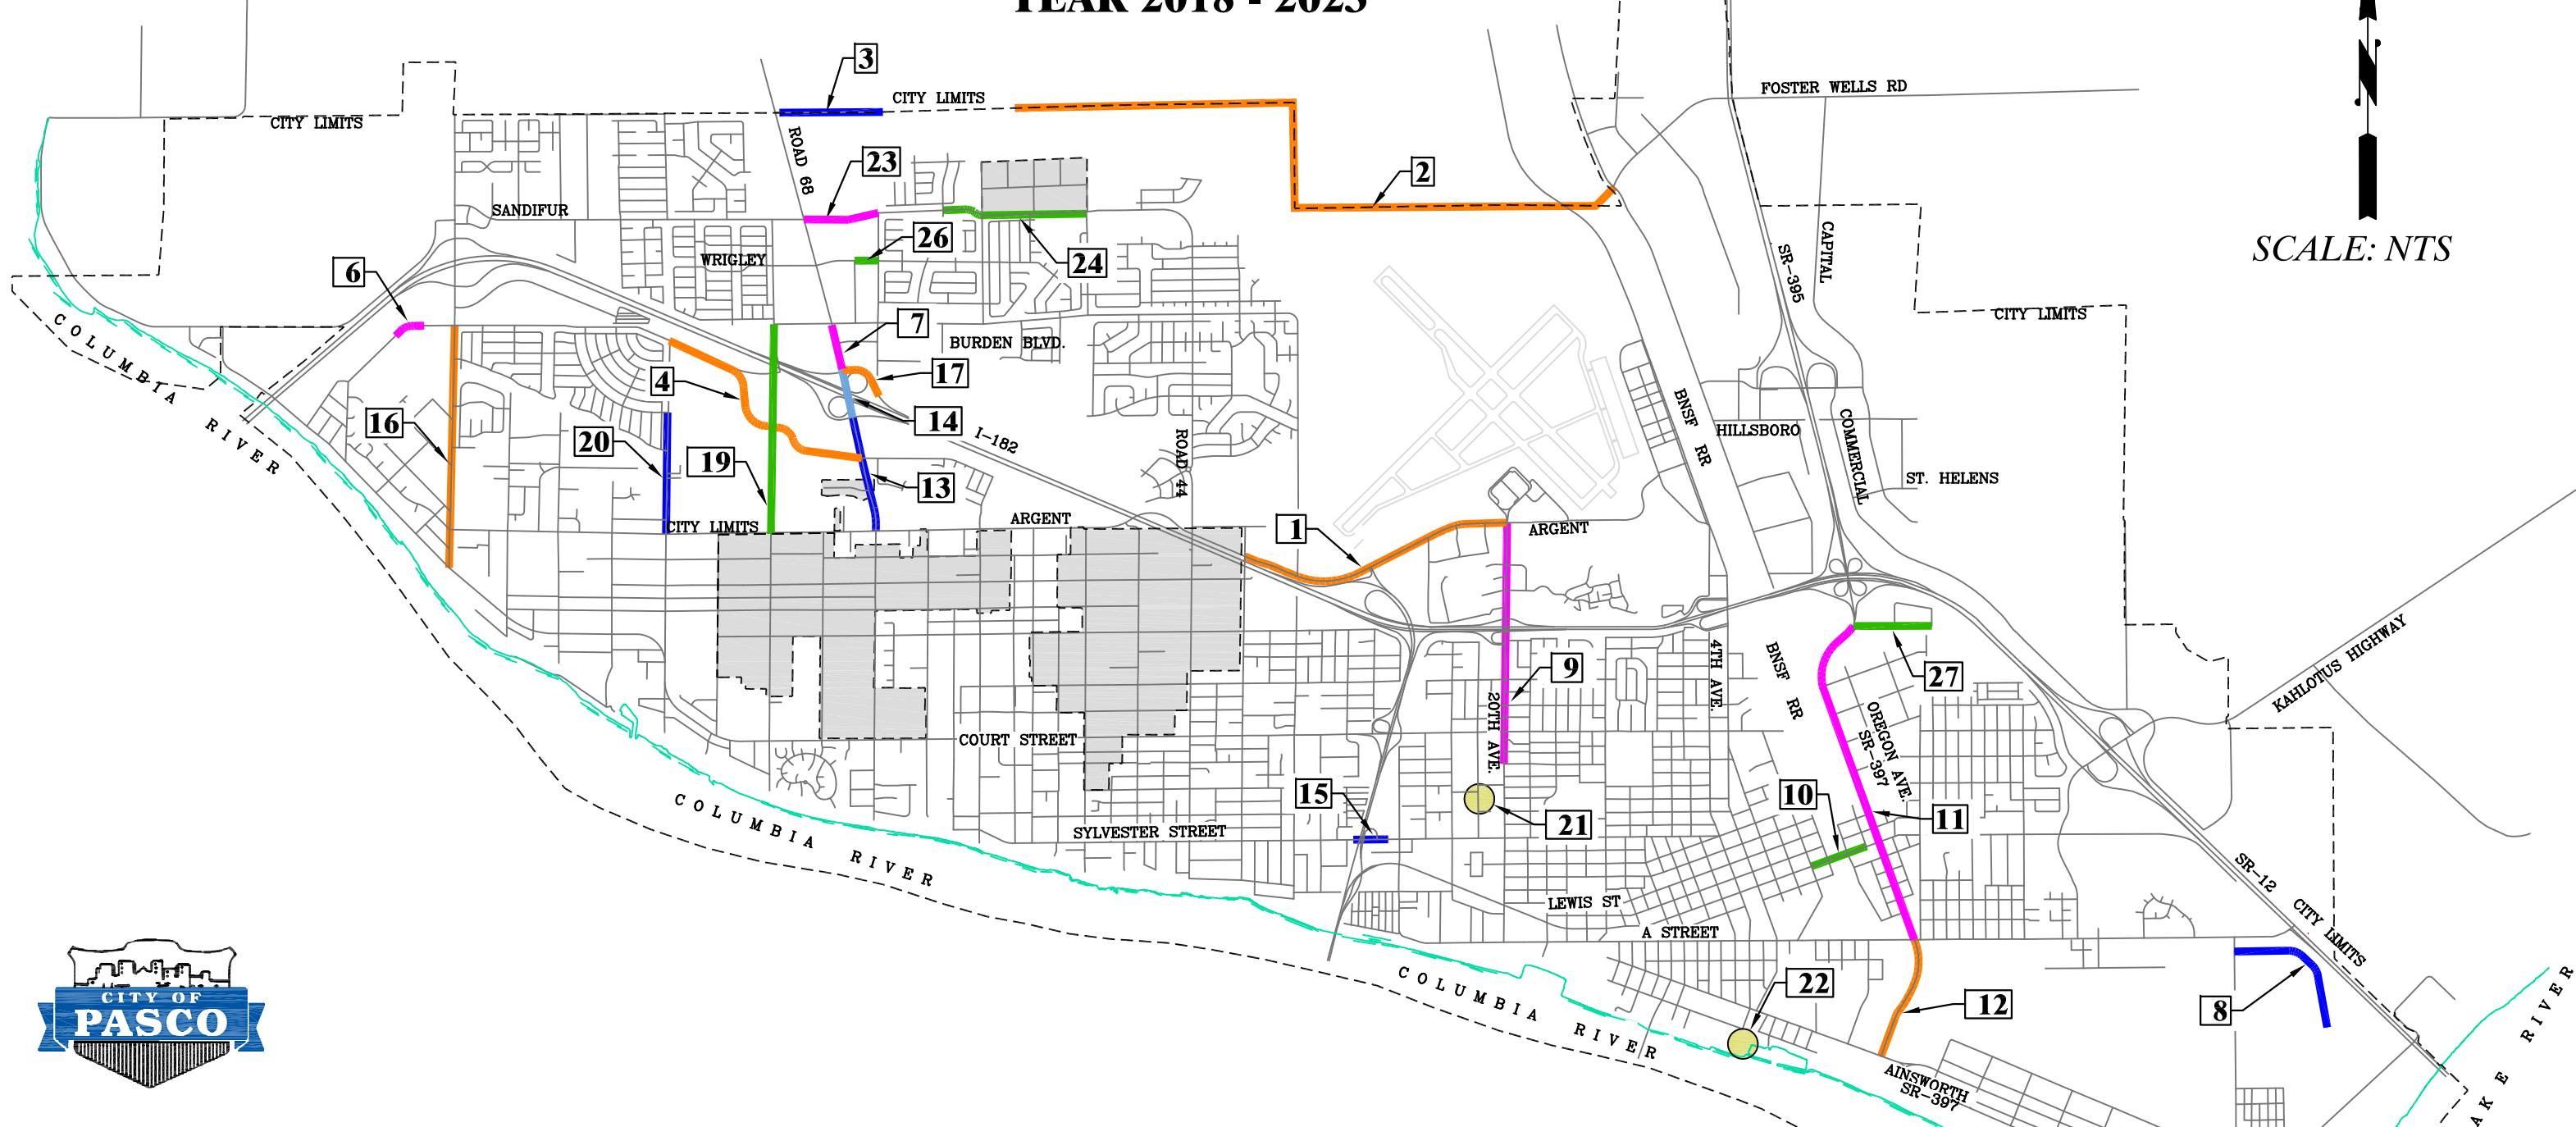 YEAR 2018 - 2023
N
SCALE: NTS
3
CITY LIMITS
CITY LIMITS
FOSTER WELLS RD
ROAD 68
23
2
SANDIFUR
26
24
WRIGLEY
6
SR-395
CAPITAL
CITY LIMITS
7
BURDEN BLVD.
17
4
14
16
20
19
13
I-182
ROAD 44
BNSF RR
HILLSBORO
COMMERCIAL
ST. HELENS
COLUMBIA RIVER
CITY LIMITS
ARGENT
1
ARGENT
9
20TH AVE.
4TH AVE.
BNSF RR
27
KAHLOTUS HIGHWAY
OREGON AVE.
SR-397
COURT STREET
15
21
10
11
SYLVESTER STREET
COLUMBIA RIVER
LEWIS ST
A STREET
SR-12
CITY LIMITS
COLUMBIA RIVER
22
12
8
AINSWORTH
SR-397
AKE RIVER
CITY OF
PASCO